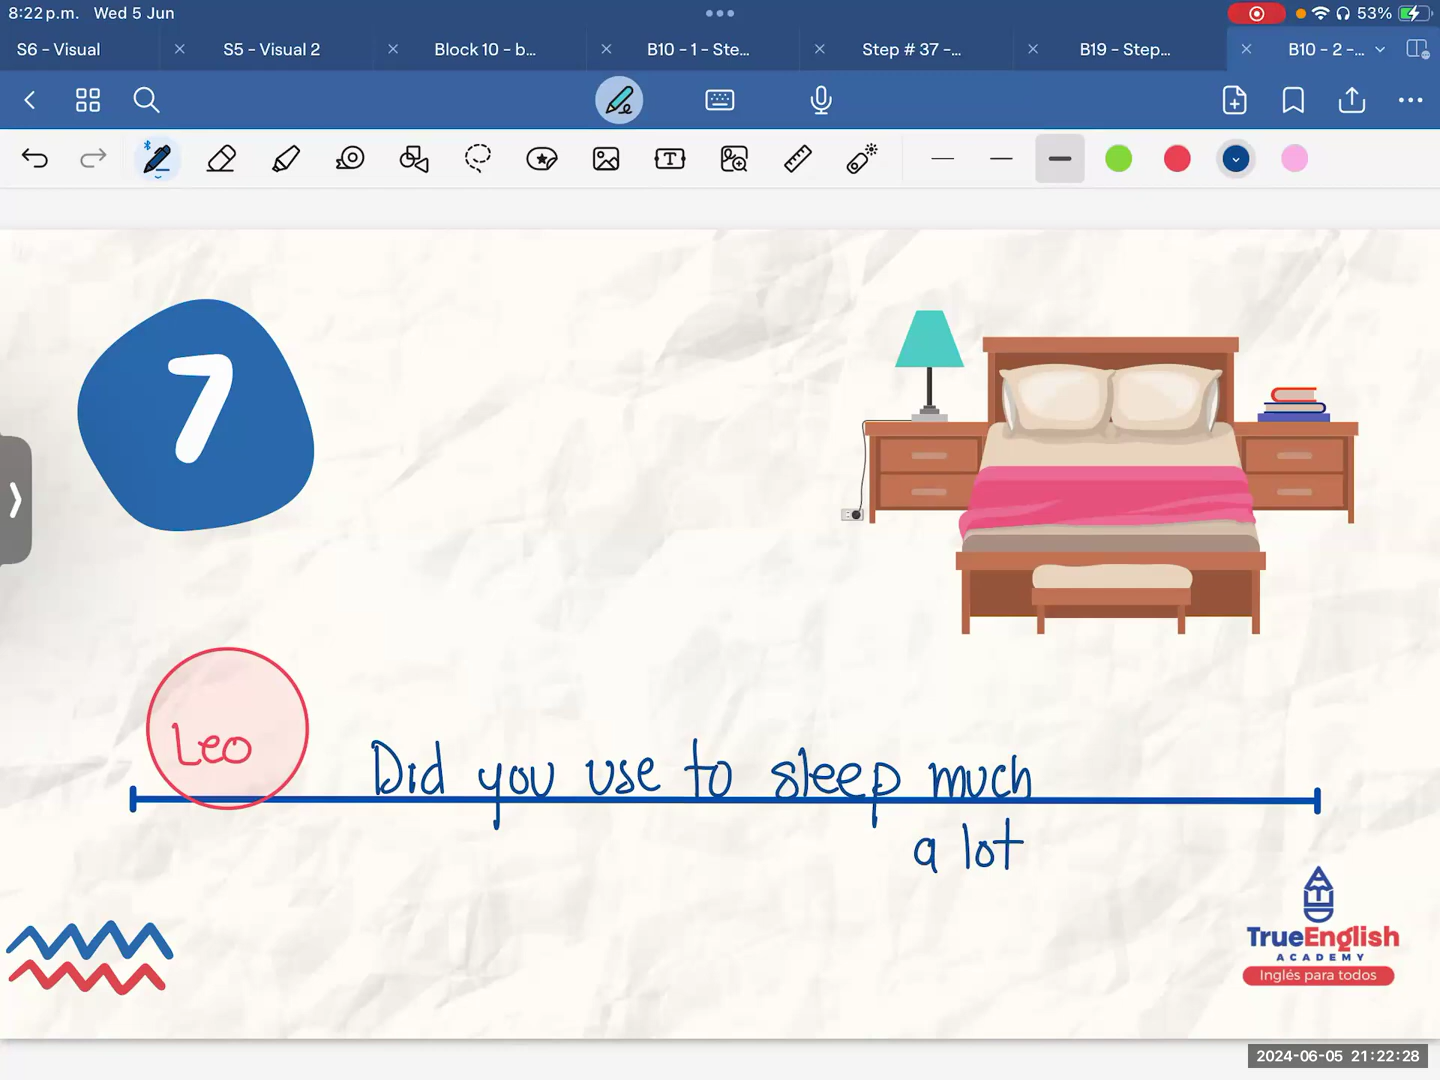 8:22 p.m. Wed 5 Jun
53%
S6 - Visual
S5 - Visual 2
Block 10 - b...
B10 - 1 - Ste...
Step # 37 -...
B19 - Step...
B10 - 2 -...
7
Leo
Did you use to sleep much
a lot
TrueEnglish
ACADEMY
Inglés para todos
2024-06-05 21:22:28